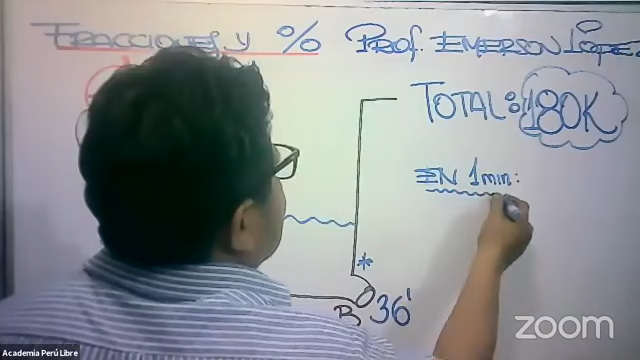 FRACCIONES Y % PROF. EMERSON LÓPEZ
TOTAL: 180K
EN 1min:
*
B 36'
zoom
Academia Perú Libre